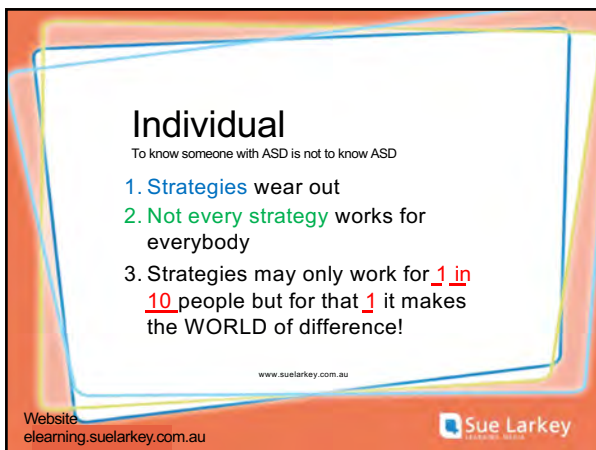 Individual
To know someone with ASD is not to know ASD
1. Strategies wear out
2. Not every strategy works for
everybody
3. Strategies may only work for 1 in
10 people but for that 1 it makes
the WORLD of difference!
www.suelarkey.com.au
Website
elearning.suelarkey.com.au
Sue Larkey
LEARNING MEDIA